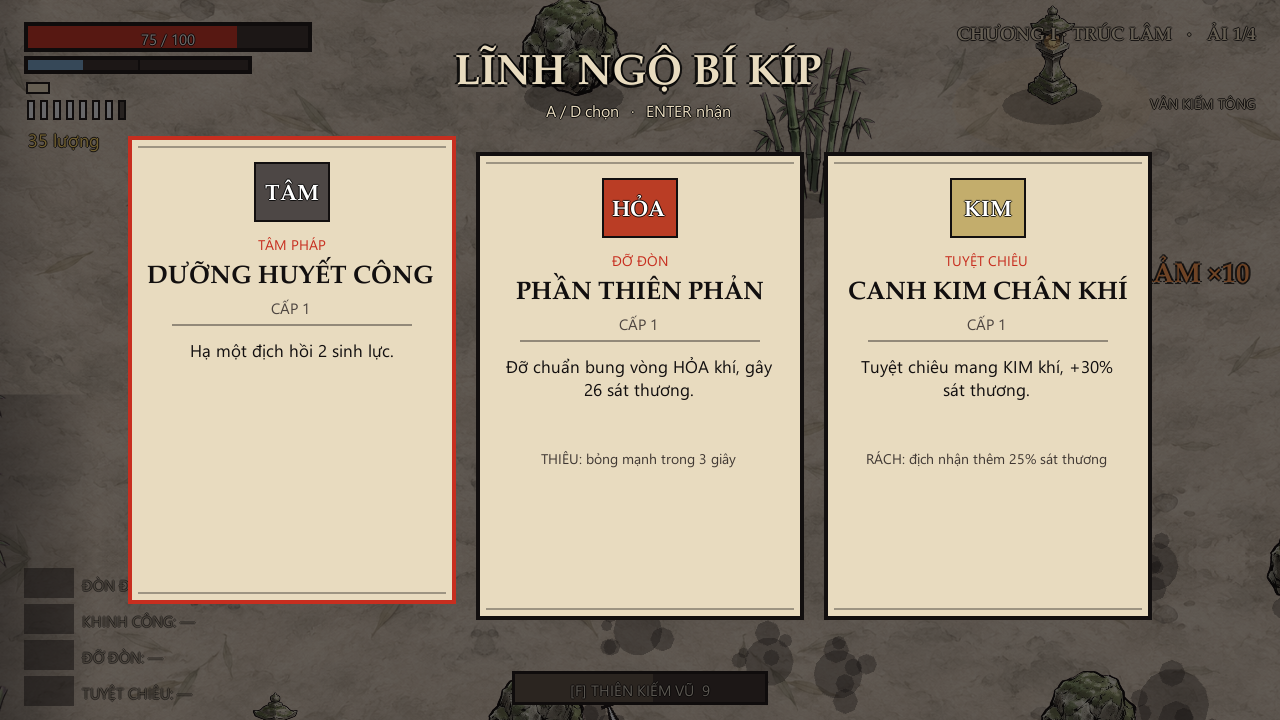 75 / 100
35 lượng
LĨNH NGỘ BÍ KÍP
A / D chọn · ENTER nhận
CHƯƠNG I: TRÚC LÂM · ẢI 1/4
VÂN KIẾM TÔNG
TÂM
TÂM PHÁP
DƯỠNG HUYẾT CÔNG
CẤP 1
Hạ một địch hồi 2 sinh lực.
HỎA
ĐỠ ĐÒN
PHẦN THIÊN PHẢN
CẤP 1
Đỡ chuẩn bung vòng HỎA khí, gây
26 sát thương.
THIÊU: bỏng mạnh trong 3 giây
KIM
TUYỆT CHIÊU
CANH KIM CHÂN KHÍ
CẤP 1
Tuyệt chiêu mang KIM khí, +30%
sát thương.
RÁCH: địch nhận thêm 25% sát thương
×10
ĐÒN
KHINH CÔNG: —
ĐỠ ĐÒN: —
TUYỆT CHIÊU: —
[F] THIÊN KIẾM VŨ 9